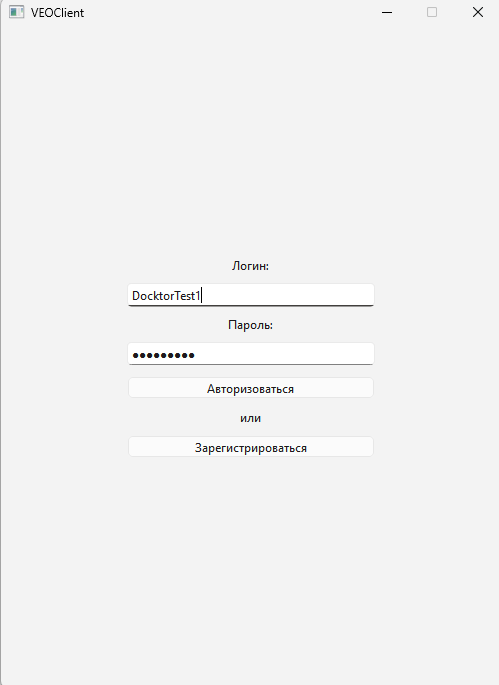 VEOClient
Логин:
DocktorTest1
Пароль:
●●●●●●●●●
Авторизоваться
или
Зарегистрироваться